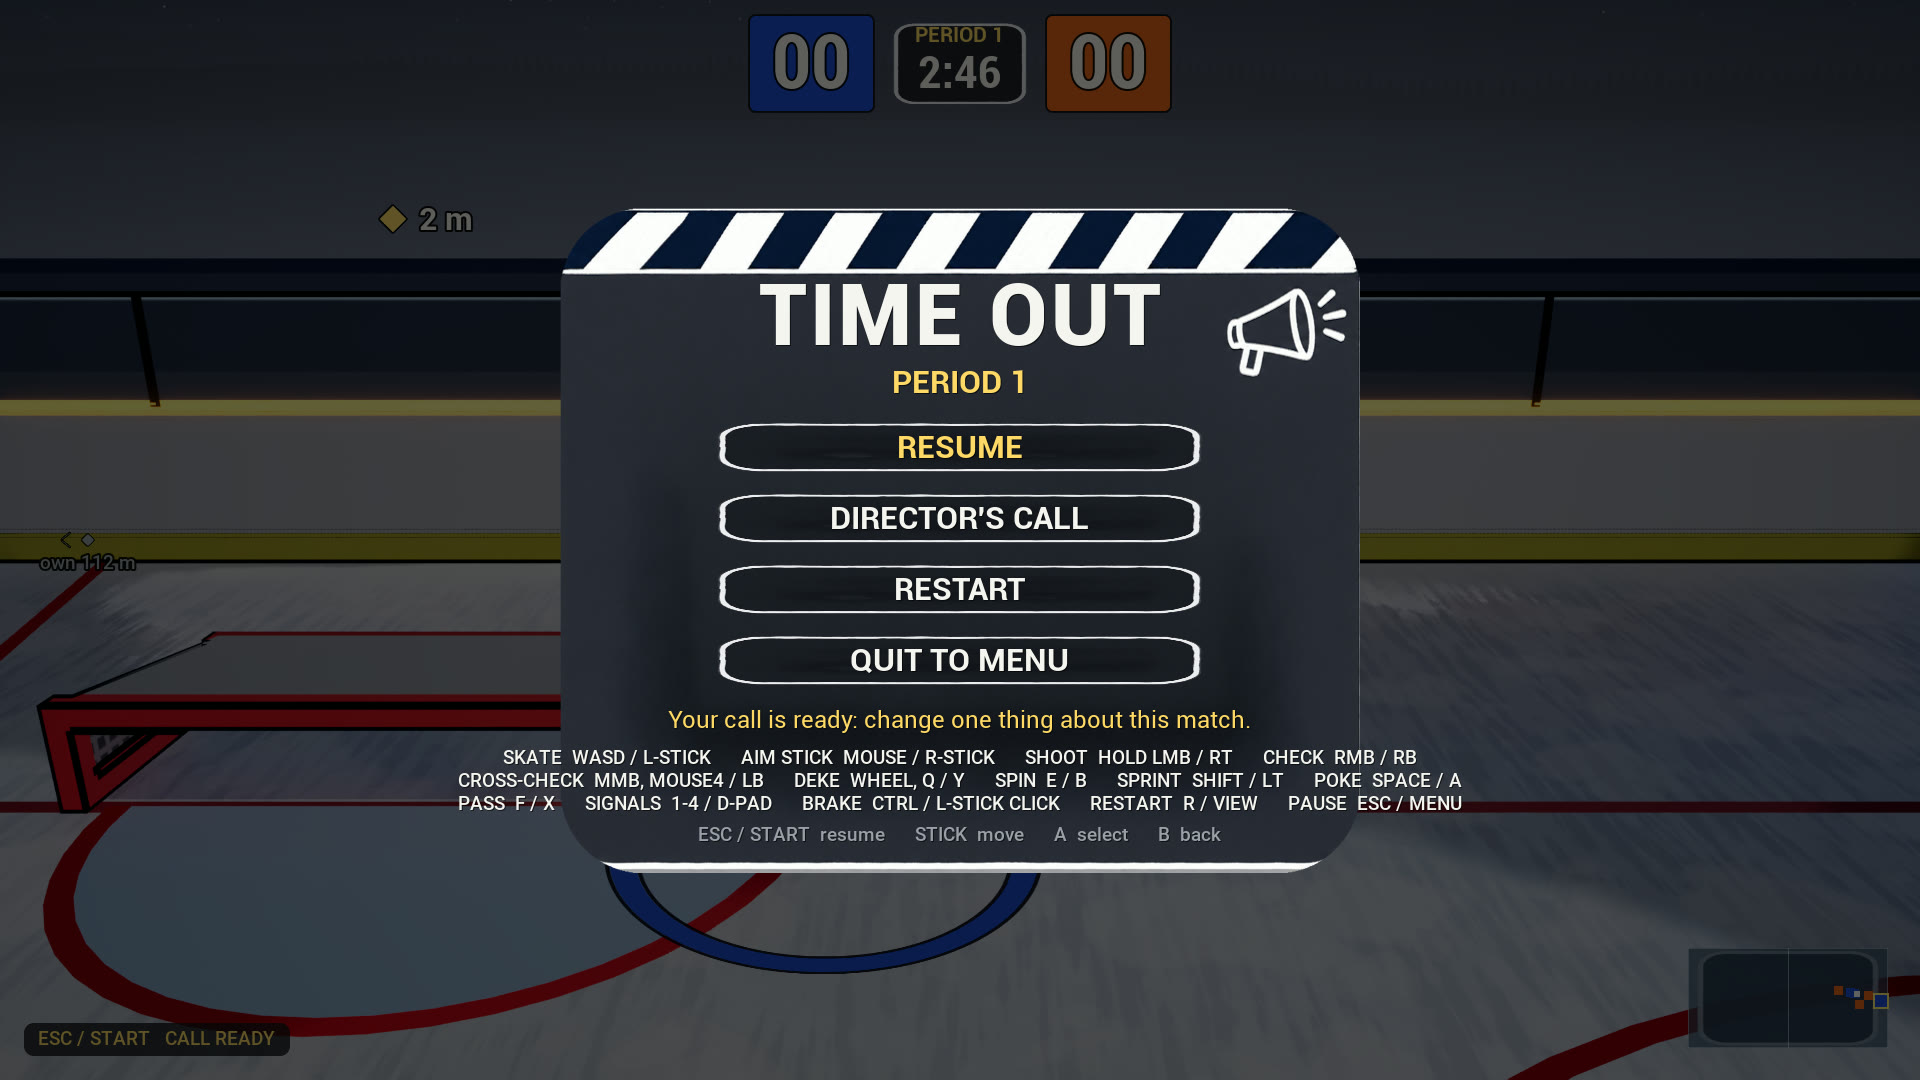 00
PERIOD 1
2:46
00
2 m
TIME OUT
PERIOD 1
RESUME
DIRECTOR'S CALL
own 112 m
RESTART
QUIT TO MENU
Your call is ready: change one thing about this match.
SKATE WASD / L-STICK AIM STICK MOUSE / R-STICK SHOOT HOLD LMB / RT CHECK RMB / RB
CROSS-CHECK MMB, MOUSE4 / LB DEKE WHEEL, Q / Y SPIN E / B SPRINT SHIFT / LT POKE SPACE / A
PASS F / X SIGNALS 1-4 / D-PAD BRAKE CTRL / L-STICK CLICK RESTART R / VIEW PAUSE ESC / MENU
ESC / START resume STICK move A select B back
ESC / START CALL READY